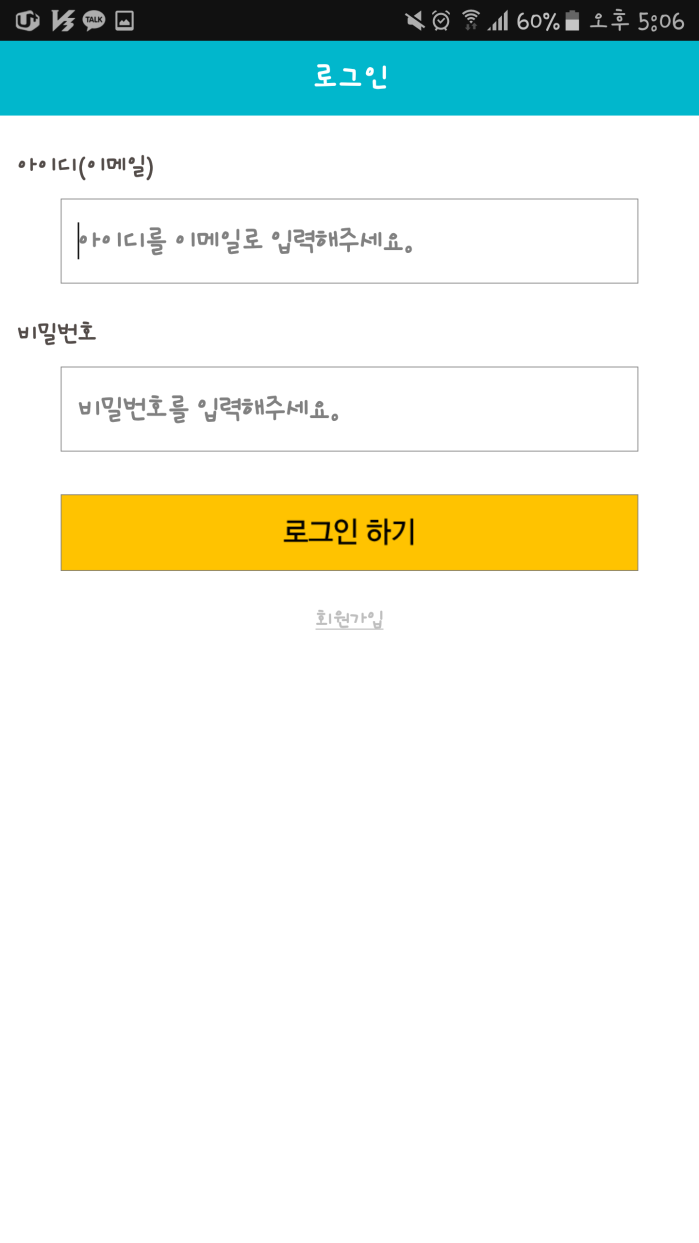 TALK 60% 오후 5:06
로그인
아이디(이메일)
아이디를 이메일로 입력해주세요。
비밀번호
비밀번호를 입력해주세요。
로그인 하기
회원가입